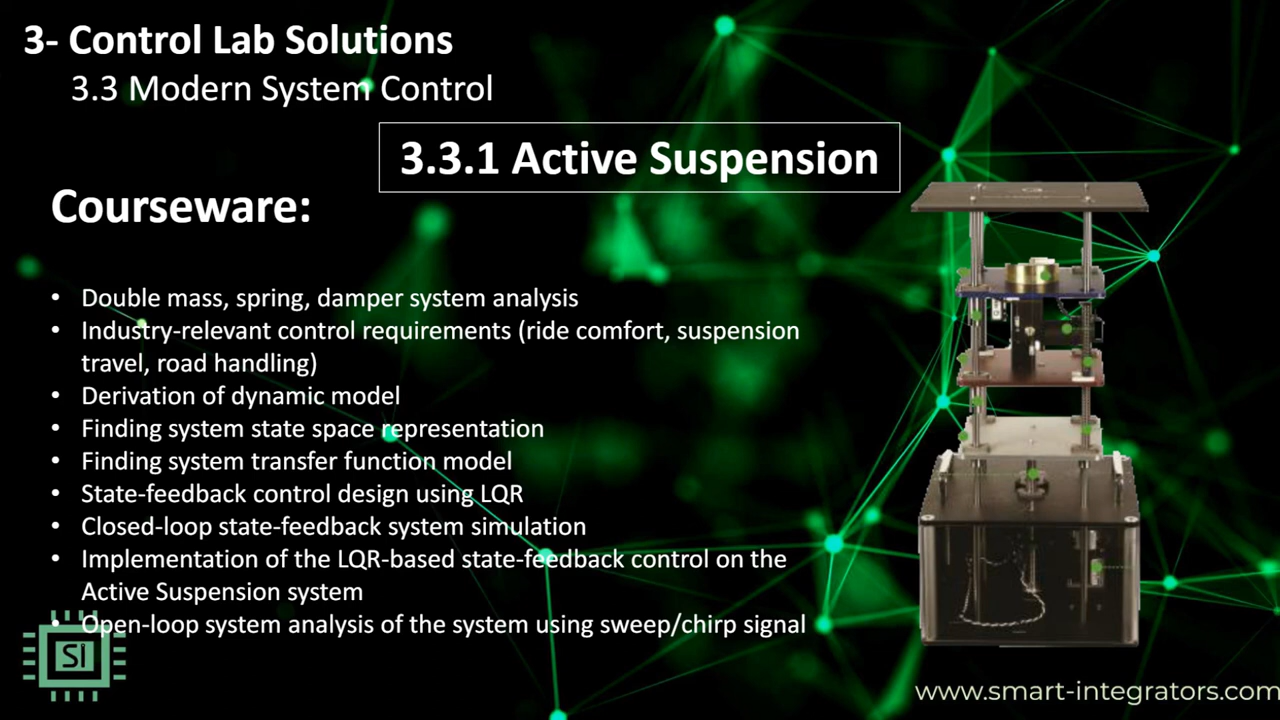 3- Control Lab Solutions
3.3 Modern System Control
3.3.1 Active Suspension
Courseware:
• Double mass, spring, damper system analysis
• Industry-relevant control requirements (ride comfort, suspension
travel, road handling)
• Derivation of dynamic model
• Finding system state space representation
• Finding system transfer function model
• State-feedback control design using LQR
• Closed-loop state-feedback system simulation
• Implementation of the LQR-based state-feedback control on the
Active Suspension system
• Open-loop system analysis of the system using sweep/chirp signal
SI
www.smart-integrators.com